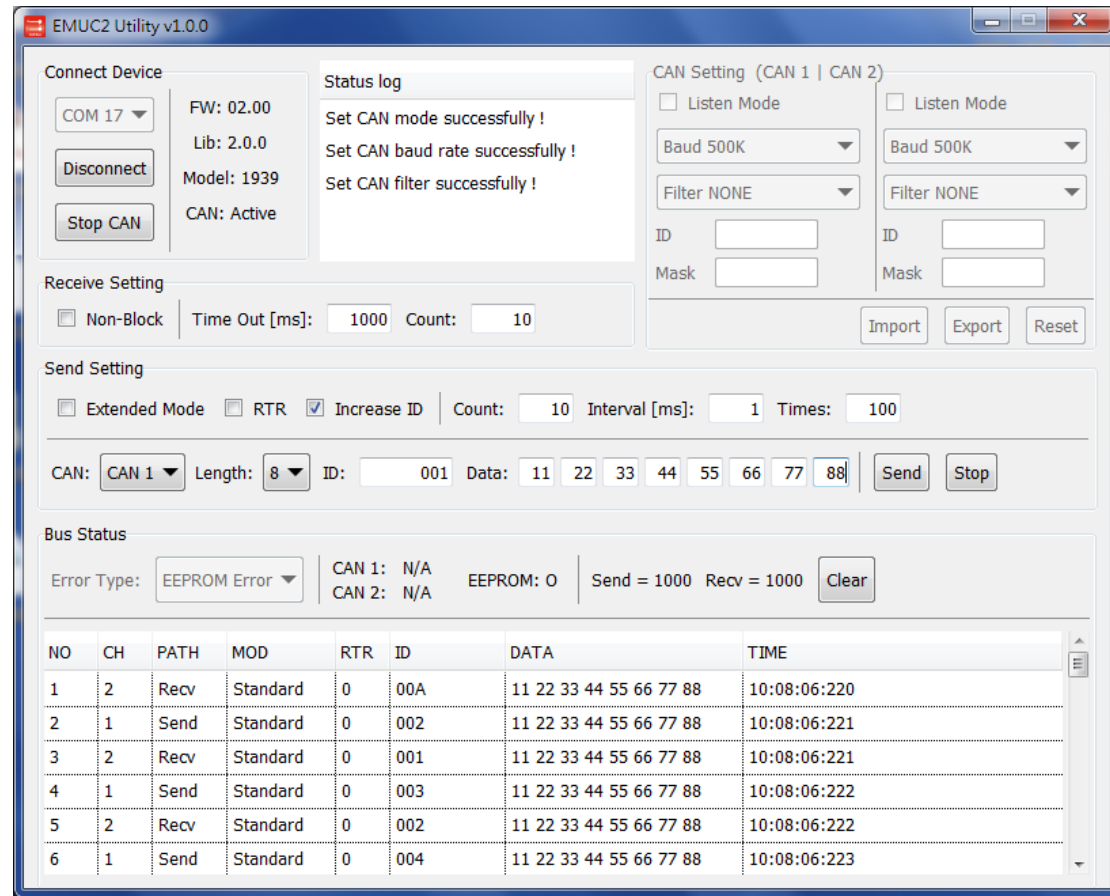 EMUC2 Utility v1.0.0
Connect Device
COM 17
Disconnect
Stop CAN
FW: 02.00
Lib: 2.0.0
Model: 1939
CAN: Active
Status log
Set CAN mode successfully !
Set CAN baud rate successfully !
Set CAN filter successfully !
CAN Setting (CAN 1 | CAN 2)
Listen Mode Listen Mode
Baud 500K Baud 500K
Filter NONE Filter NONE
ID ID
Mask Mask
Import Export Reset
Receive Setting
Non-Block Time Out [ms]: 1000 Count: 10
Send Setting
Extended Mode RTR Increase ID Count: 10 Interval [ms]: 1 Times: 100
CAN: CAN 1 Length: 8 ID: 001 Data: 11 22 33 44 55 66 77 88 Send Stop
Bus Status
Error Type: EEPROM Error
CAN 1: N/A
CAN 2: N/A
EEPROM: O Send = 1000 Recv = 1000 Clear
NO CH PATH MOD RTR ID DATA TIME
1 2 Recv Standard 0 00A 11 22 33 44 55 66 77 88 10:08:06:220
2 1 Send Standard 0 002 11 22 33 44 55 66 77 88 10:08:06:221
3 2 Recv Standard 0 001 11 22 33 44 55 66 77 88 10:08:06:221
4 1 Send Standard 0 003 11 22 33 44 55 66 77 88 10:08:06:222
5 2 Recv Standard 0 002 11 22 33 44 55 66 77 88 10:08:06:222
6 1 Send Standard 0 004 11 22 33 44 55 66 77 88 10:08:06:223